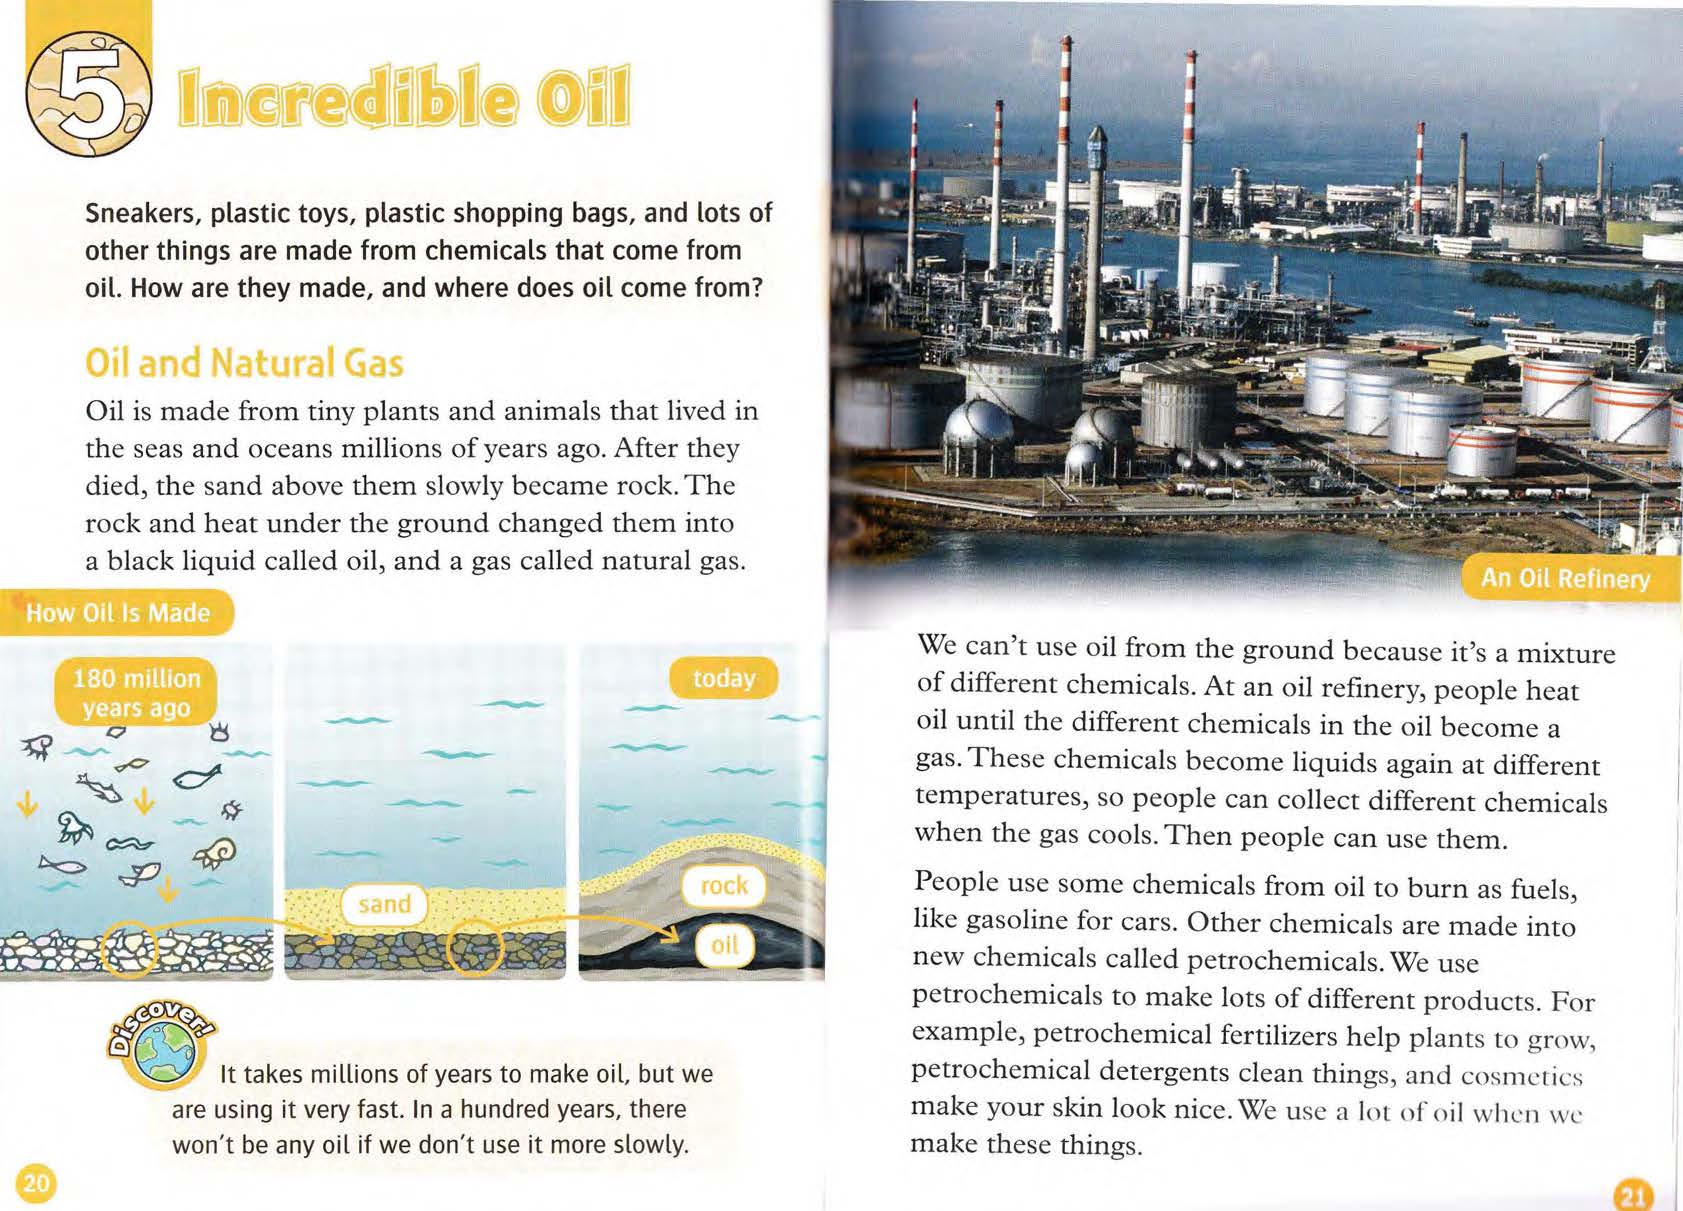 5
Incredible Oil
Sneakers, plastic toys, plastic shopping bags, and lots of
other things are made from chemicals that come from
oil. How are they made, and where does oil come from?
Oil and Natural Gas
Oil is made from tiny plants and animals that lived in
the seas and oceans millions of years ago. After they
died, the sand above them slowly became rock. The
rock and heat under the ground changed them into
a black liquid called oil, and a gas called natural gas.
How Oil Is Made
180 million
years ago
sand
today
rock
oil
Discover!
It takes millions of years to make oil, but we
are using it very fast. In a hundred years, there
won't be any oil if we don't use it more slowly.
20
An Oil Refinery
We can't use oil from the ground because it's a mixture
of different chemicals. At an oil refinery, people heat
oil until the different chemicals in the oil become a
gas. These chemicals become liquids again at different
temperatures, so people can collect different chemicals
when the gas cools. Then people can use them.
People use some chemicals from oil to burn as fuels,
like gasoline for cars. Other chemicals are made into
new chemicals called petrochemicals. We use
petrochemicals to make lots of different products. For
example, petrochemical fertilizers help plants to grow,
petrochemical detergents clean things, and cosmetics
make your skin look nice. We use a lot of oil when we
make these things.
21